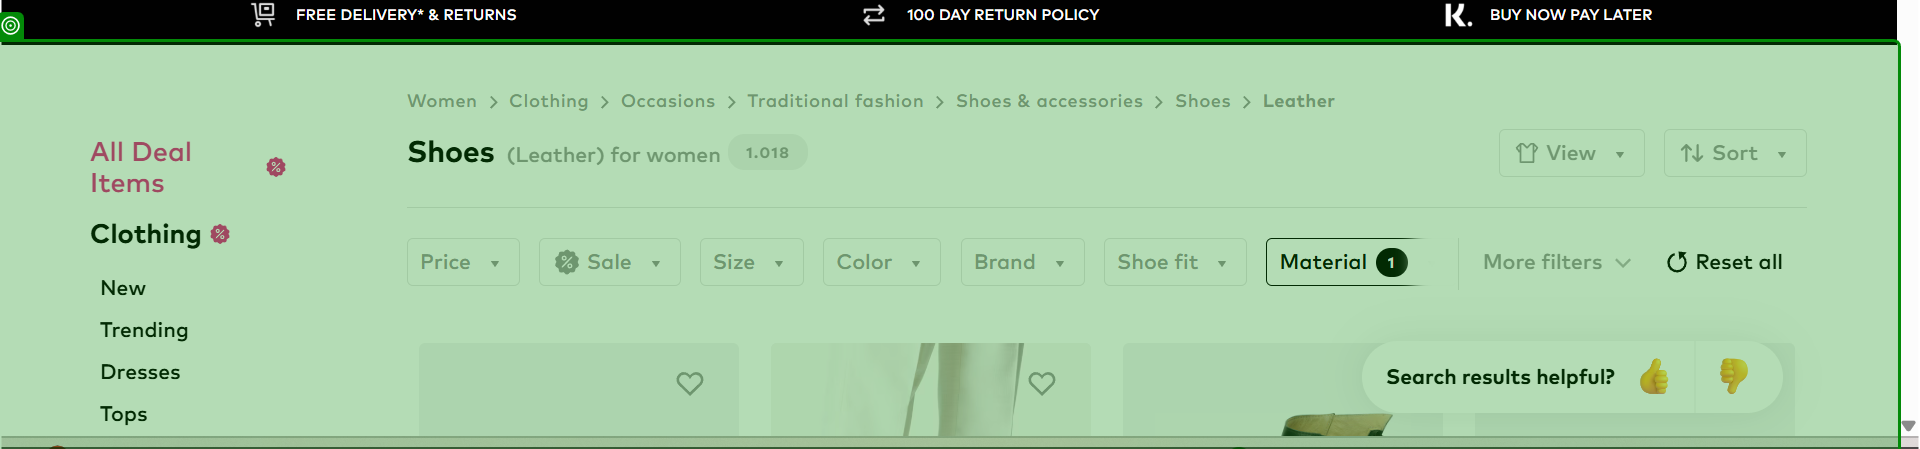 FREE DELIVERY* & RETURNS
100 DAY RETURN POLICY
K.
BUY NOW PAY LATER
Women > Clothing > Occasions > Traditional fashion > Shoes & accessories > Shoes > Leather
All Deal
Items
Shoes (Leather) for women 1.018
View
Sort
Clothing
Price
Sale
Size
Color
Brand
Shoe fit
Material 1
More filters
Reset all
New
Trending
Dresses
Tops
Search results helpful?